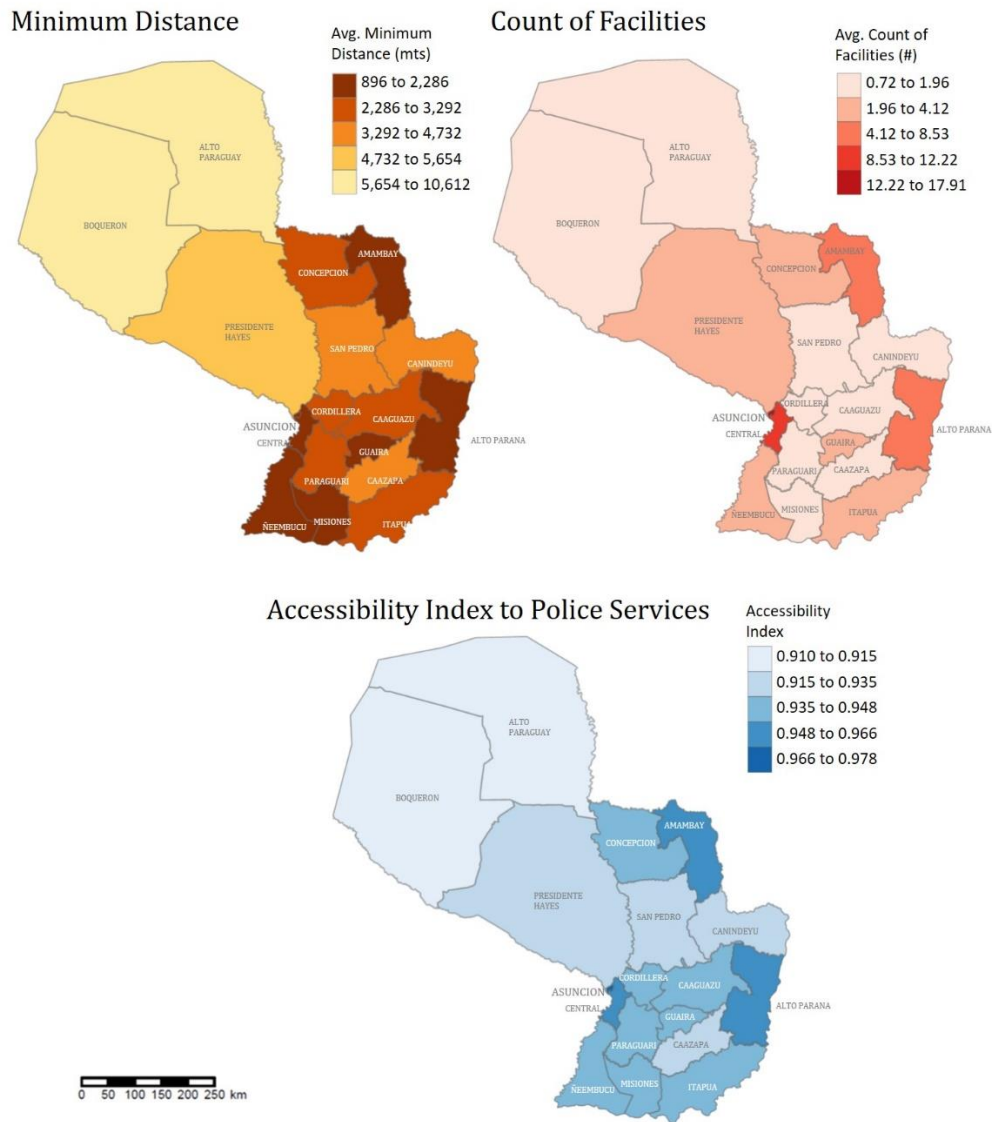 Minimum Distance
Avg. Minimum
Distance (mts)
896 to 2,286
2,286 to 3,292
3,292 to 4,732
4,732 to 5,654
5,654 to 10,612
ALTO
PARAGUAY
BOQUERON
AMAMBAY
CONCEPCION
PRESIDENTE
HAYES
SAN PEDRO
CANINDEYU
CORDILLERA
ASUNCION
CAAGUAZU
CENTRAL
ALTO PARANA
GUAIRA
PARAGUARI
CAAZAPA
MISIONES
ITAPUA
ÑEEMBUCU
Count of Facilities
Avg. Count of
Facilities (#)
0.72 to 1.96
1.96 to 4.12
4.12 to 8.53
8.53 to 12.22
12.22 to 17.91
ALTO
PARAGUAY
BOQUERON
AMAMBAY
CONCEPCION
PRESIDENTE
HAYES
SAN PEDRO
CANINDEYU
CORDILLERA
ASUNCION
CAAGUAZU
CENTRAL
ALTO PARANA
GUAIRA
PARAGUARI
CAAZAPA
MISIONES
ITAPUA
ÑEEMBUCU
Accessibility Index to Police Services
Accessibility
Index
0.910 to 0.915
0.915 to 0.935
0.935 to 0.948
0.948 to 0.966
0.966 to 0.978
ALTO
PARAGUAY
BOQUERON
AMAMBAY
CONCEPCION
PRESIDENTE
HAYES
SAN PEDRO
CANINDEYU
CORDILLERA
CAAGUAZU
ASUNCION
CENTRAL
ALTO PARANA
GUAIRA
PARAGUARI
CAAZAPA
MISIONES
ITAPUA
ÑEEMBUCU
0 50 100 150 200 250 km